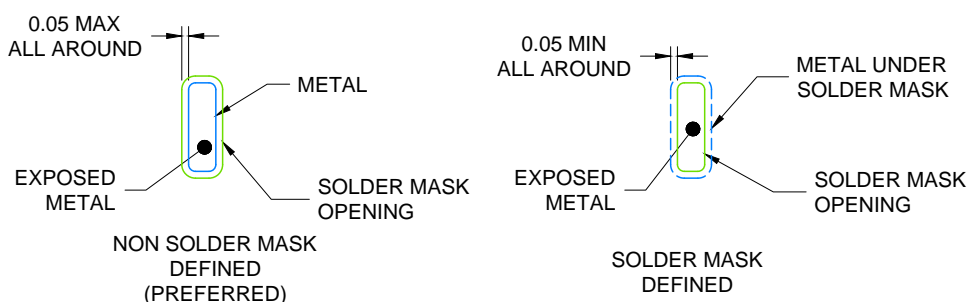 0.05 MAX
ALL AROUND
METAL
EXPOSED
METAL
SOLDER MASK
OPENING
NON SOLDER MASK
DEFINED
(PREFERRED)
0.05 MIN
ALL AROUND
METAL UNDER
SOLDER MASK
EXPOSED
METAL
SOLDER MASK
OPENING
SOLDER MASK
DEFINED